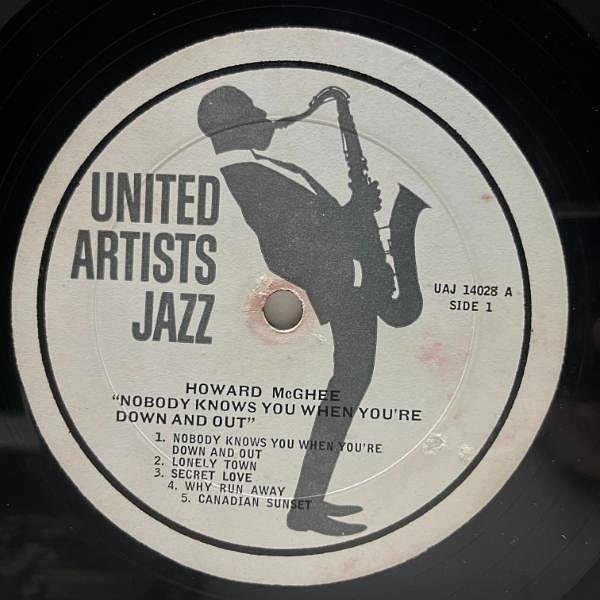 UNITED
ARTISTS
JAZZ
UAJ 14028 A
SIDE 1
HOWARD McGHEE
“NOBODY KNOWS YOU WHEN YOU'RE
DOWN AND OUT”
1. NOBODY KNOWS YOU WHEN YOU'RE
DOWN AND OUT
2. LONELY TOWN
3. SECRET LOVE
4. WHY RUN AWAY
5. CANADIAN SUNSET